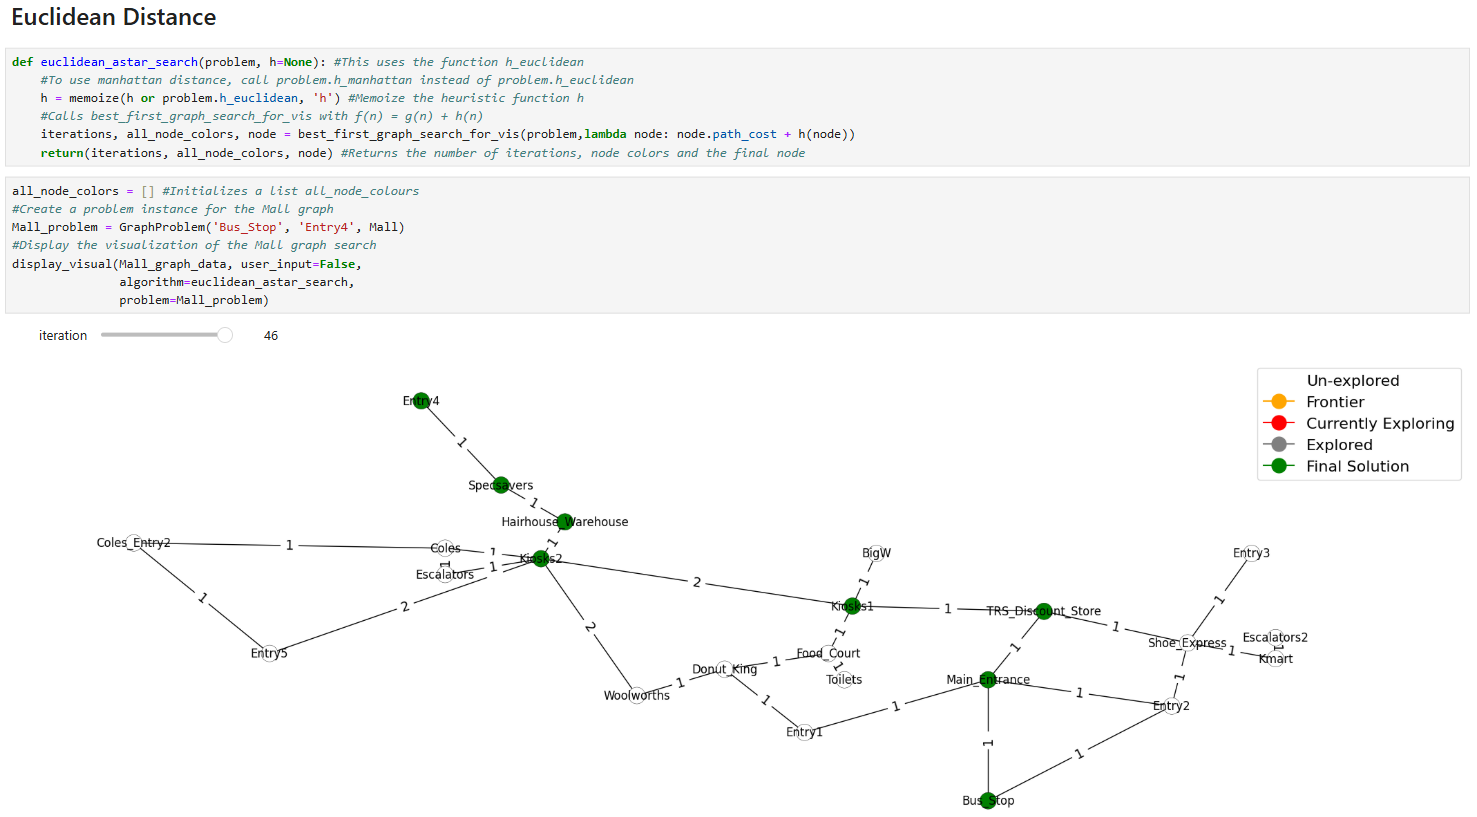 Euclidean Distance
def euclidean_astar_search(problem, h=None): #This uses the function h_euclidean
    #To use manhattan distance, call problem.h_manhattan instead of problem.h_euclidean
    h = memoize(h or problem.h_euclidean, 'h') #Memoize the heuristic function h
    #Calls best_first_graph_search_for_vis with f(n) = g(n) + h(n)
    iterations, all_node_colors, node = best_first_graph_search_for_vis(problem,lambda node: node.path_cost + h(node))
    return(iterations, all_node_colors, node) #Returns the number of iterations, node colors and the final node
all_node_colors = [] #Initializes a list all_node_colours
#Create a problem instance for the Mall graph
Mall_problem = GraphProblem('Bus_Stop', 'Entry4', Mall)
#Display the visualization of the Mall graph search
display_visual(Mall_graph_data, user_input=False,
               algorithm=euclidean_astar_search,
               problem=Mall_problem)
iteration 46
Un-explored
Frontier
Currently Exploring
Explored
Final Solution
Entry4
1
Specsavers
1
Hairhouse_Warehouse
1
Coles_Entry2
1
Coles
1
Kiosks2
1
Escalators
1
2
BigW
Entry3
1
2
1
1
Kiosks1
1
TRS_Discount_Store
2
1
1
Shoe_Express
Escalators2
1
1
Kmart
Entry5
Food_Court
1
1
Donut_King
1
Toilets
1
Main_Entrance
1
1
Woolworths
1
Entry2
1
Entry1
1
1
Bus_Stop